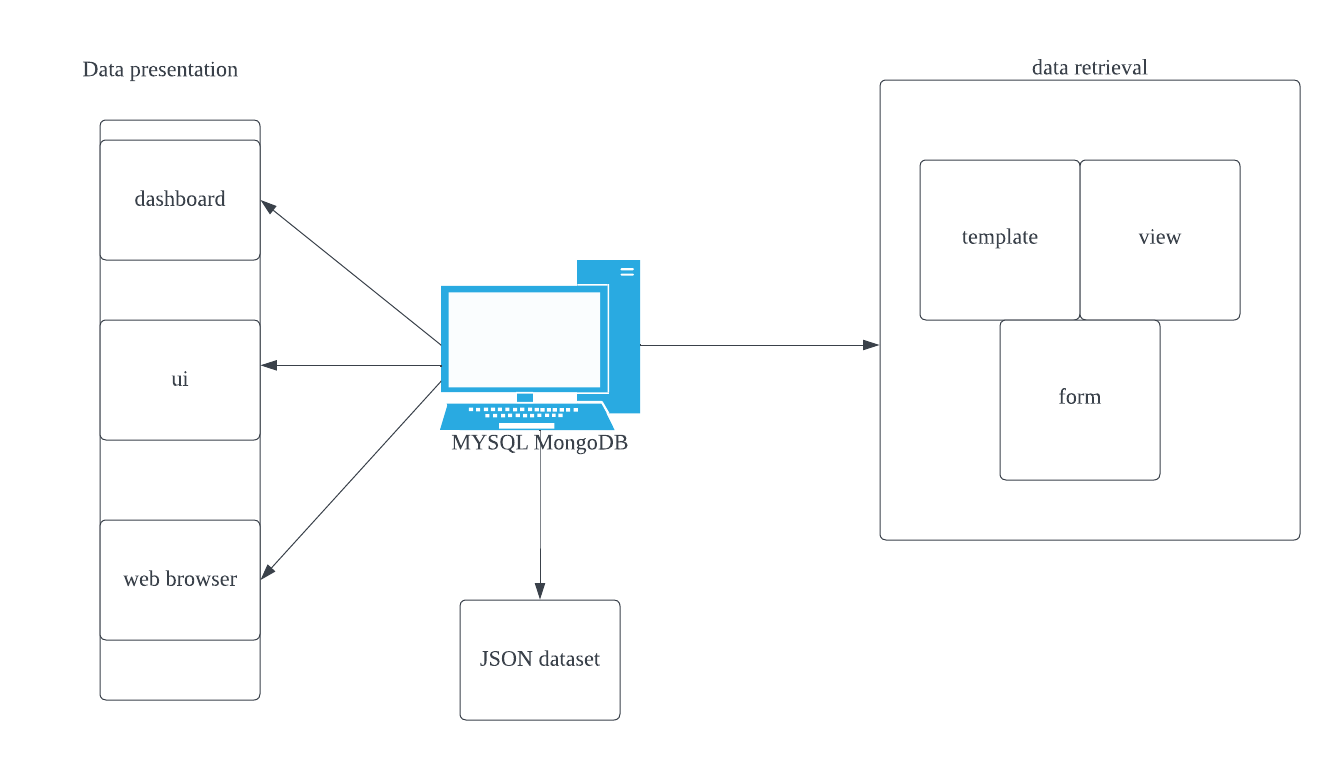 Data presentation
data retrieval
dashboard
template
view
ui
form
MYSQL MongoDB
web browser
JSON dataset